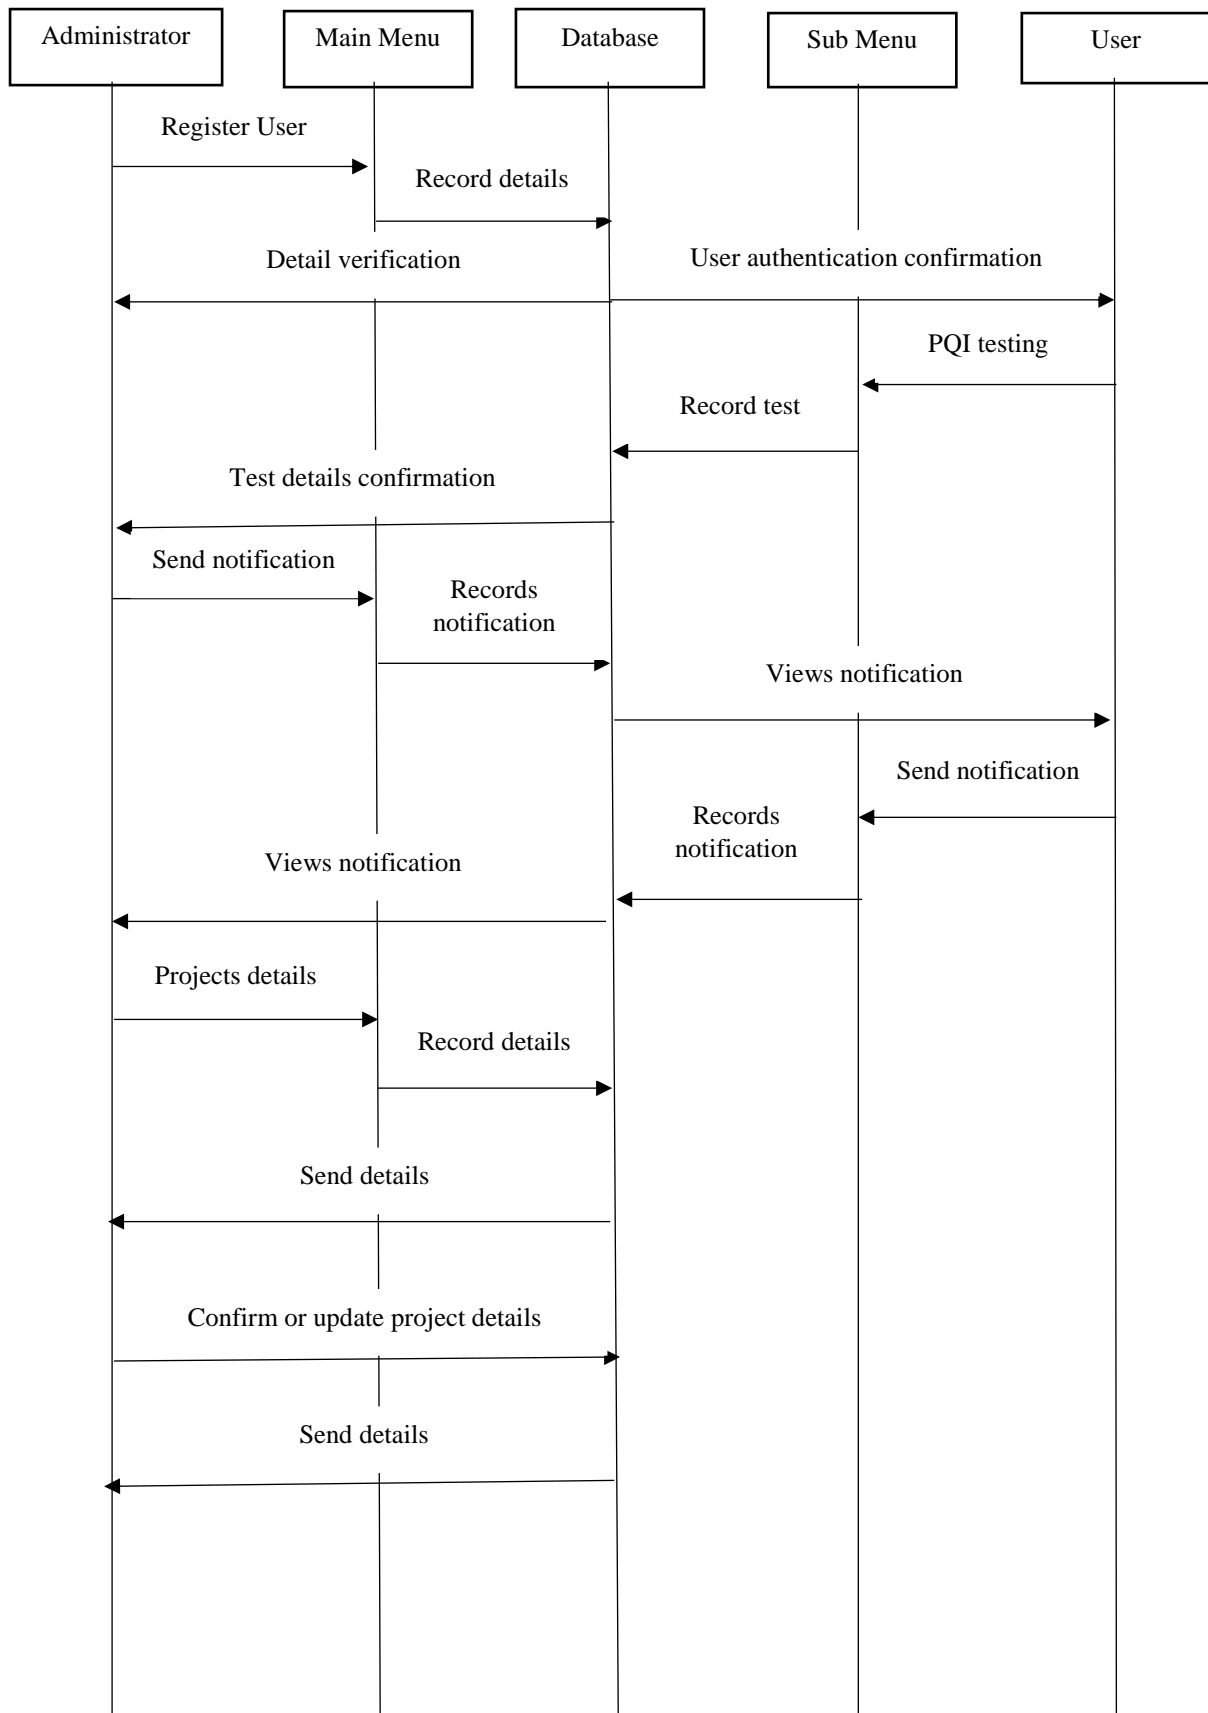 Administrator
Main Menu
Database
Sub Menu
User
Register User
Record details
Detail verification
User authentication confirmation
PQI testing
Record test
Test details confirmation
Send notification
Records
notification
Views notification
Send notification
Records
notification
Views notification
Projects details
Record details
Send details
Confirm or update project details
Send details